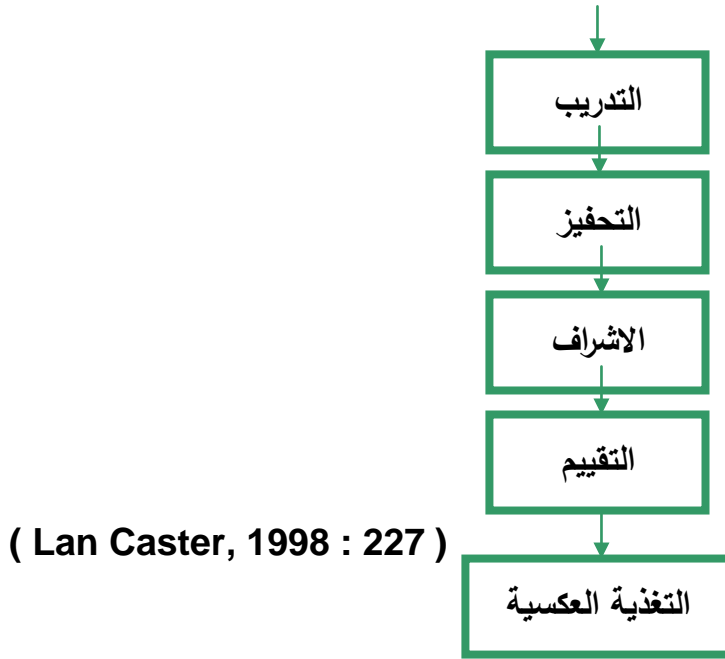 التدريب
التحفيز
الاشراف
التقييم
( Lan Caster, 1998 : 227 )
التغذية العكسية